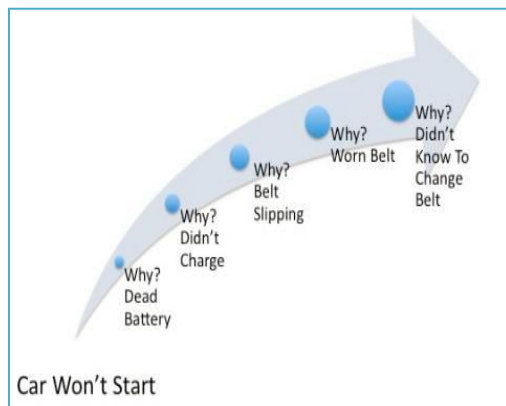 Car Won't Start
Why?
Dead
Battery
Why?
Didn't
Charge
Why?
Belt
Slipping
Why?
Worn Belt
Why?
Didn't
Know To
Change
Belt